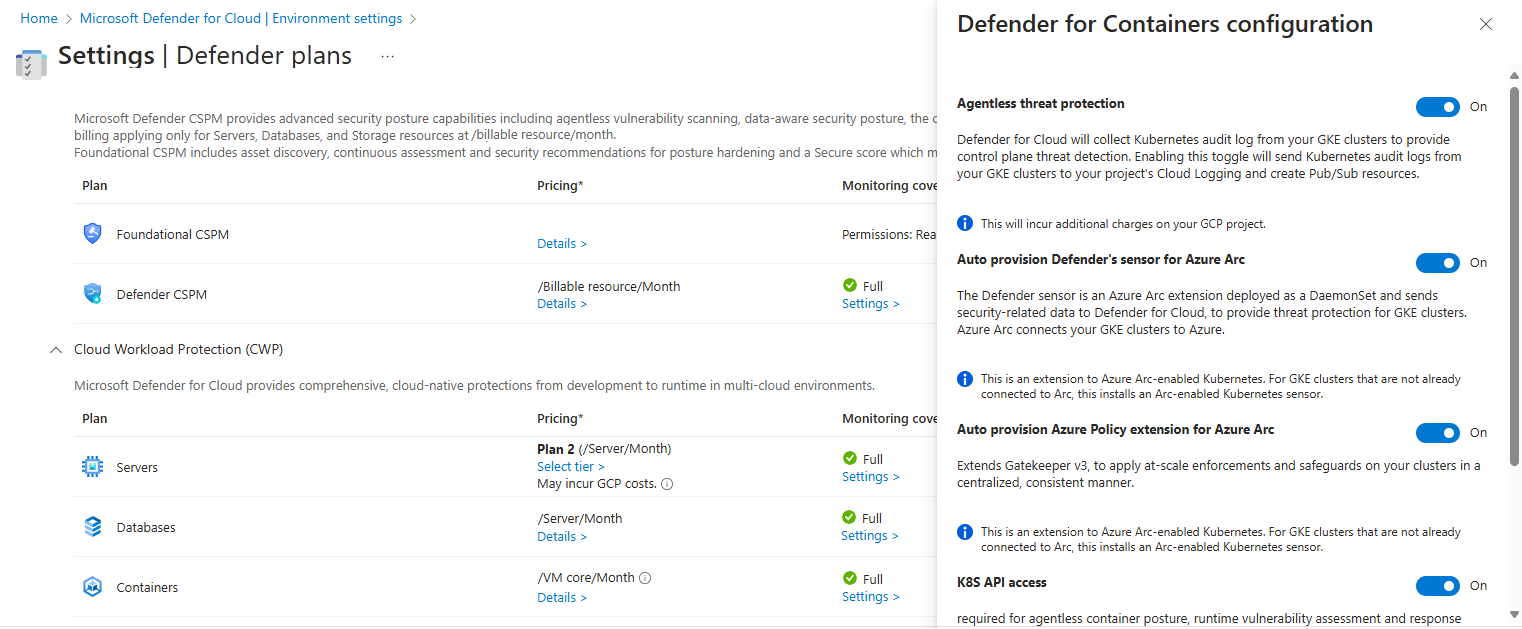 Home > Microsoft Defender for Cloud | Environment settings >
Settings | Defender plans ...
Microsoft Defender CSPM provides advanced security posture capabilities including agentless vulnerability scanning, data-aware security posture, the c
billing applying only for Servers, Databases, and Storage resources at /billable resource/month.
Foundational CSPM includes asset discovery, continuous assessment and security recommendations for posture hardening and a Secure score which m
Plan Pricing* Monitoring cove
Foundational CSPM Details > Permissions: Rea
Defender CSPM /Billable resource/Month Full
Details > Settings >
Cloud Workload Protection (CWP)
Microsoft Defender for Cloud provides comprehensive, cloud-native protections from development to runtime in multi-cloud environments.
Plan Pricing* Monitoring cove
Servers Plan 2 (/Server/Month) Full
Select tier > Settings >
May incur GCP costs.
Databases /Server/Month Full
Details > Settings >
Containers /VM core/Month Full
Details > Settings >
Defender for Containers configuration
Agentless threat protection On
Defender for Cloud will collect Kubernetes audit log from your GKE clusters to provide
control plane threat detection. Enabling this toggle will send Kubernetes audit logs from
your GKE clusters to your project's Cloud Logging and create Pub/Sub resources.
This will incur additional charges on your GCP project.
Auto provision Defender's sensor for Azure Arc On
The Defender sensor is an Azure Arc extension deployed as a DaemonSet and sends
security-related data to Defender for Cloud, to provide threat protection for GKE clusters.
Azure Arc connects your GKE clusters to Azure.
This is an extension to Azure Arc-enabled Kubernetes. For GKE clusters that are not already
connected to Arc, this installs an Arc-enabled Kubernetes sensor.
Auto provision Azure Policy extension for Azure Arc On
Extends Gatekeeper v3, to apply at-scale enforcements and safeguards on your clusters in a
centralized, consistent manner.
This is an extension to Azure Arc-enabled Kubernetes. For GKE clusters that are not already
connected to Arc, this installs an Arc-enabled Kubernetes sensor.
K8S API access On
required for agentless container posture, runtime vulnerability assessment and response